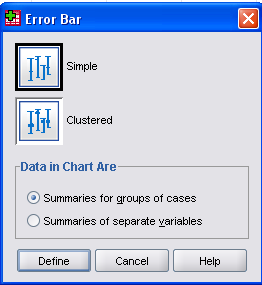 Error Bar
Simple
Clustered
Data in Chart Are
Summaries for groups of cases
Summaries of separate variables
Define Cancel Help